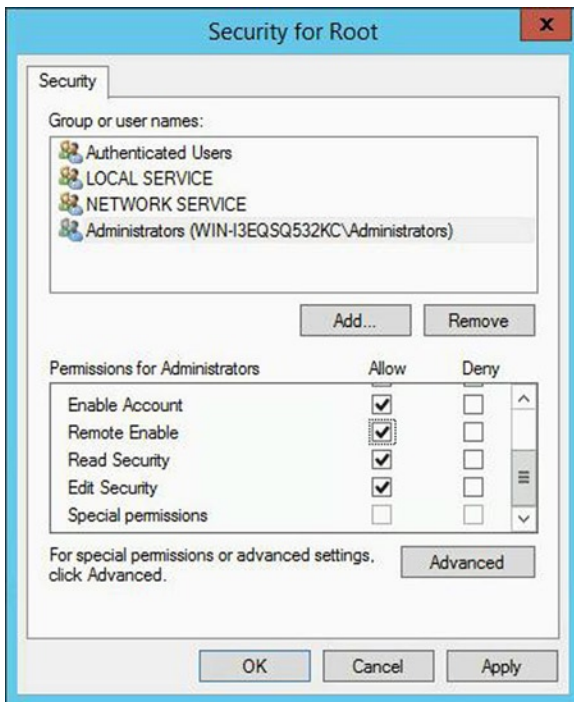 Security for Root
x
Security
Group or user names:
Authenticated Users
LOCAL SERVICE
NETWORK SERVICE
Administrators (WIN-I3EQSQ532KC\Administrators)
Add... Remove
Permissions for Administrators Allow Deny
Enable Account
Remote Enable
Read Security
Edit Security
Special permissions
For special permissions or advanced settings,
click Advanced.
Advanced
OK Cancel Apply